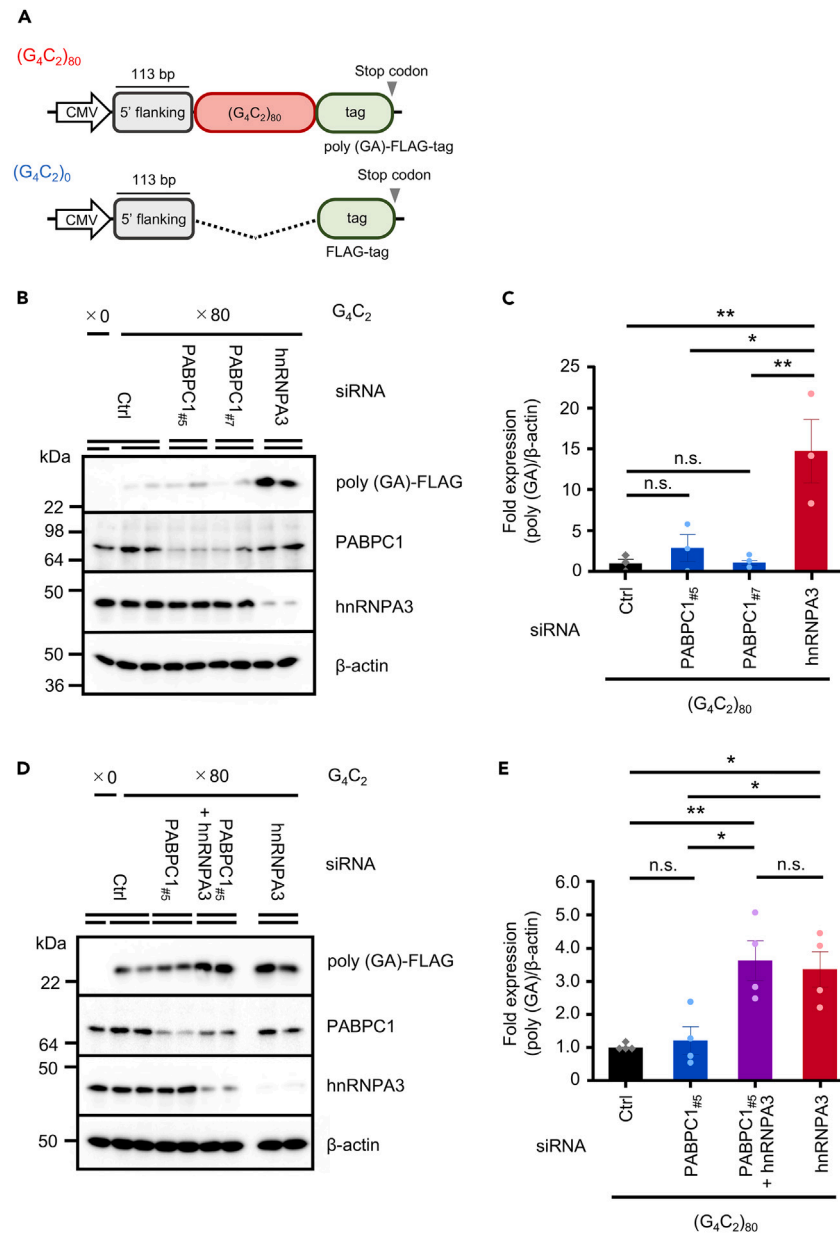 A
(G4C2)80
113 bp
Stop codon
CMV
5' flanking
(G4C2)80
tag
poly (GA)-FLAG-tag
(G4C2)0
113 bp
Stop codon
CMV
5' flanking
tag
FLAG-tag
B
×0
×80
G4C2
Ctrl
PABPC1#5
PABPC1#7
hnRNPA3
siRNA
kDa
poly (GA)-FLAG
22
98
PABPC1
64
50
hnRNPA3
50
β-actin
36
C
**
*
**
n.s.
n.s.
Fold expression
(poly (GA)/β-actin)
25
20
15
10
5
0
siRNA
Ctrl
PABPC1#5
PABPC1#7
hnRNPA3
(G4C2)80
D
×0
×80
G4C2
Ctrl
PABPC1#5
PABPC1#5
+ hnRNPA3
hnRNPA3
siRNA
kDa
poly (GA)-FLAG
22
PABPC1
64
50
hnRNPA3
50
β-actin
E
*
*
**
*
n.s.
n.s.
Fold expression
(poly (GA)/β-actin)
6.0
5.0
4.0
3.0
2.0
1.0
0
siRNA
Ctrl
PABPC1#5
PABPC1#5
+ hnRNPA3
hnRNPA3
(G4C2)80